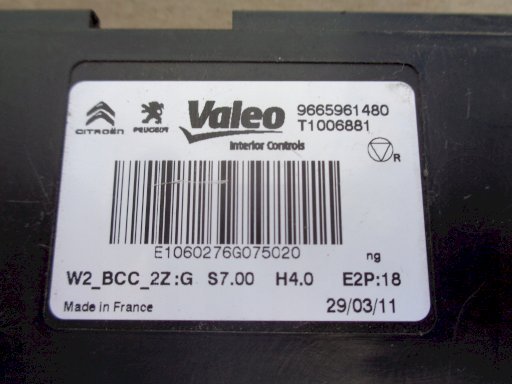 CITROËN PEUGEOT Valeo 9665961480
T1006881
Interior Controls
R
E1060276G075020
ng
W2_BCC_2Z:G S7.00 H4.0 E2P:18
Made in France 29/03/11